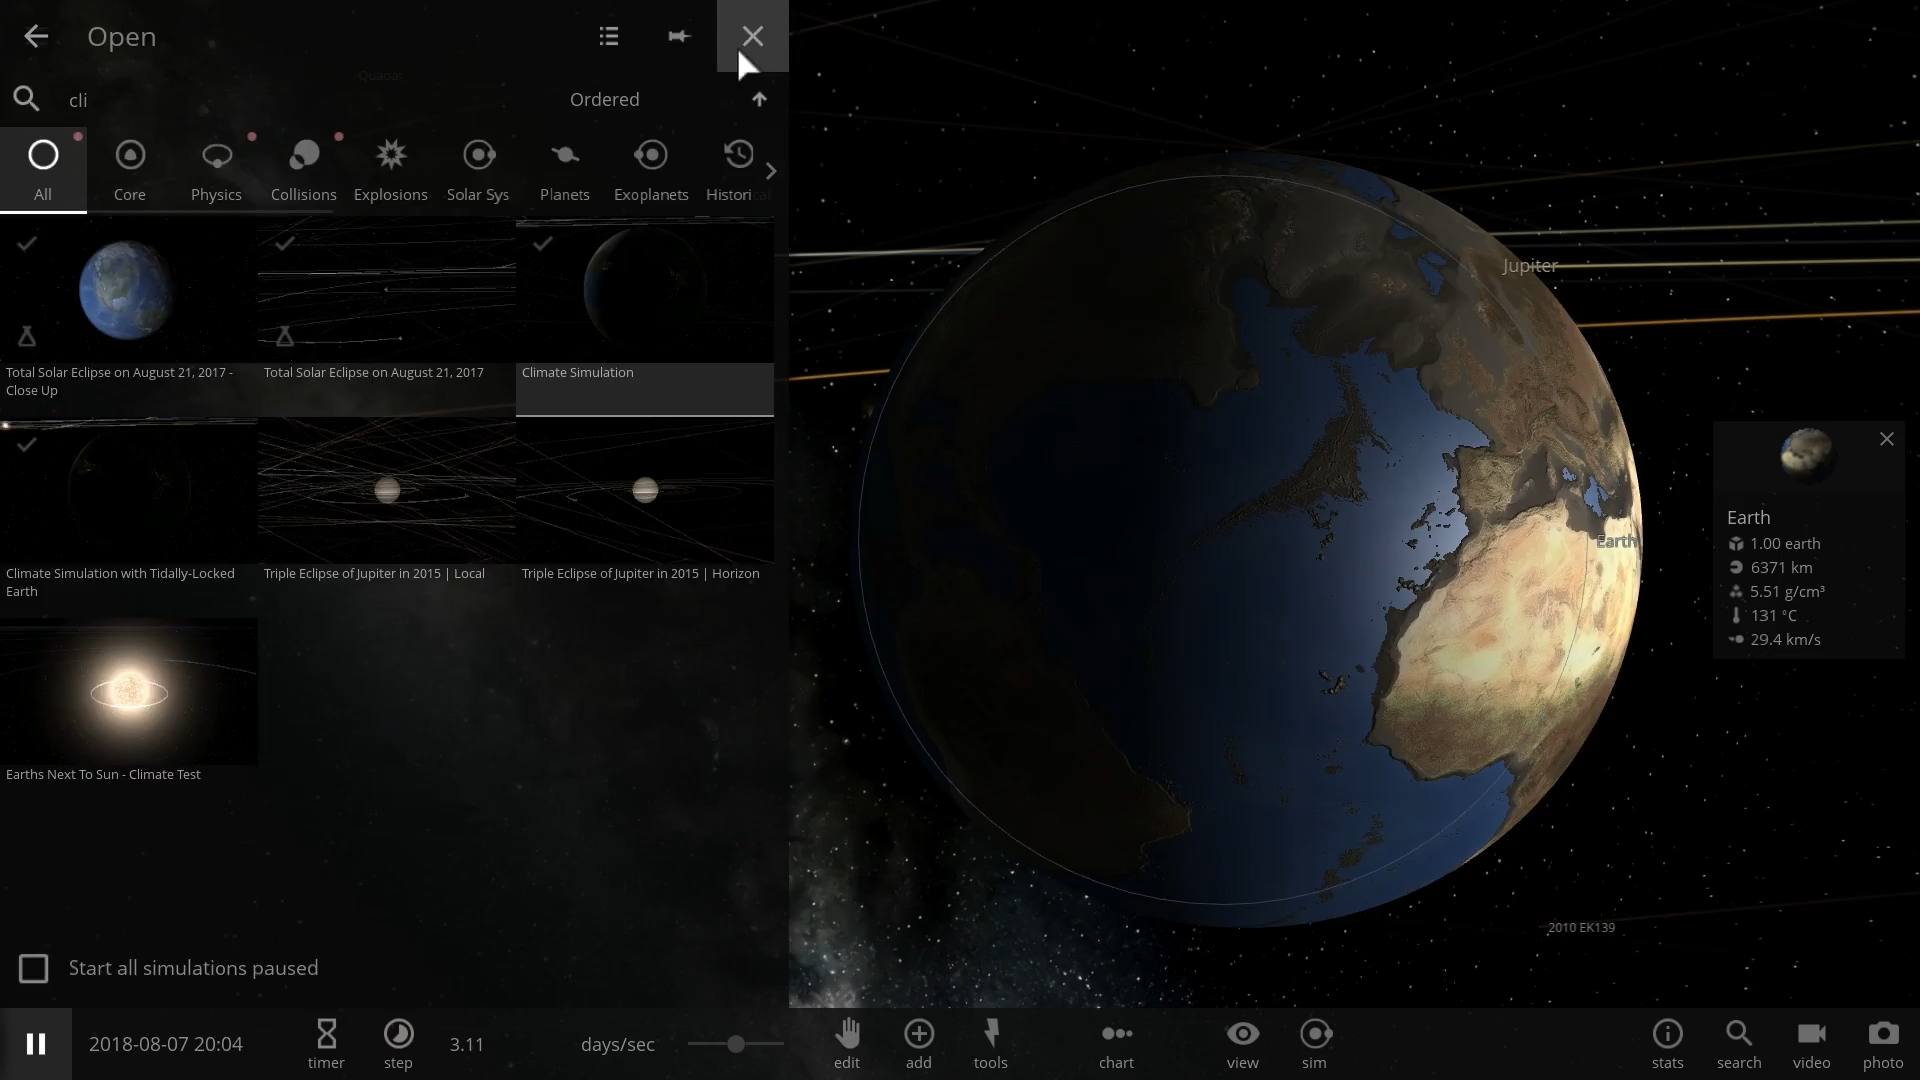 Open
Quaoar
cli
Ordered
All
Core
Physics
Collisions
Explosions
Solar Sys
Planets
Exoplanets
Historical
Total Solar Eclipse on August 21, 2017 -
Close Up
Total Solar Eclipse on August 21, 2017
Climate Simulation
Climate Simulation with Tidally-Locked
Earth
Triple Eclipse of Jupiter in 2015 | Local
Triple Eclipse of Jupiter in 2015 | Horizon
Earths Next To Sun - Climate Test
Start all simulations paused
Jupiter
Earth
2010 EK139
Earth
1.00 earth
6371 km
5.51 g/cm³
131 °C
29.4 km/s
2018-08-07 20:04
timer
step
3.11
days/sec
edit
add
tools
chart
view
sim
stats
search
video
photo